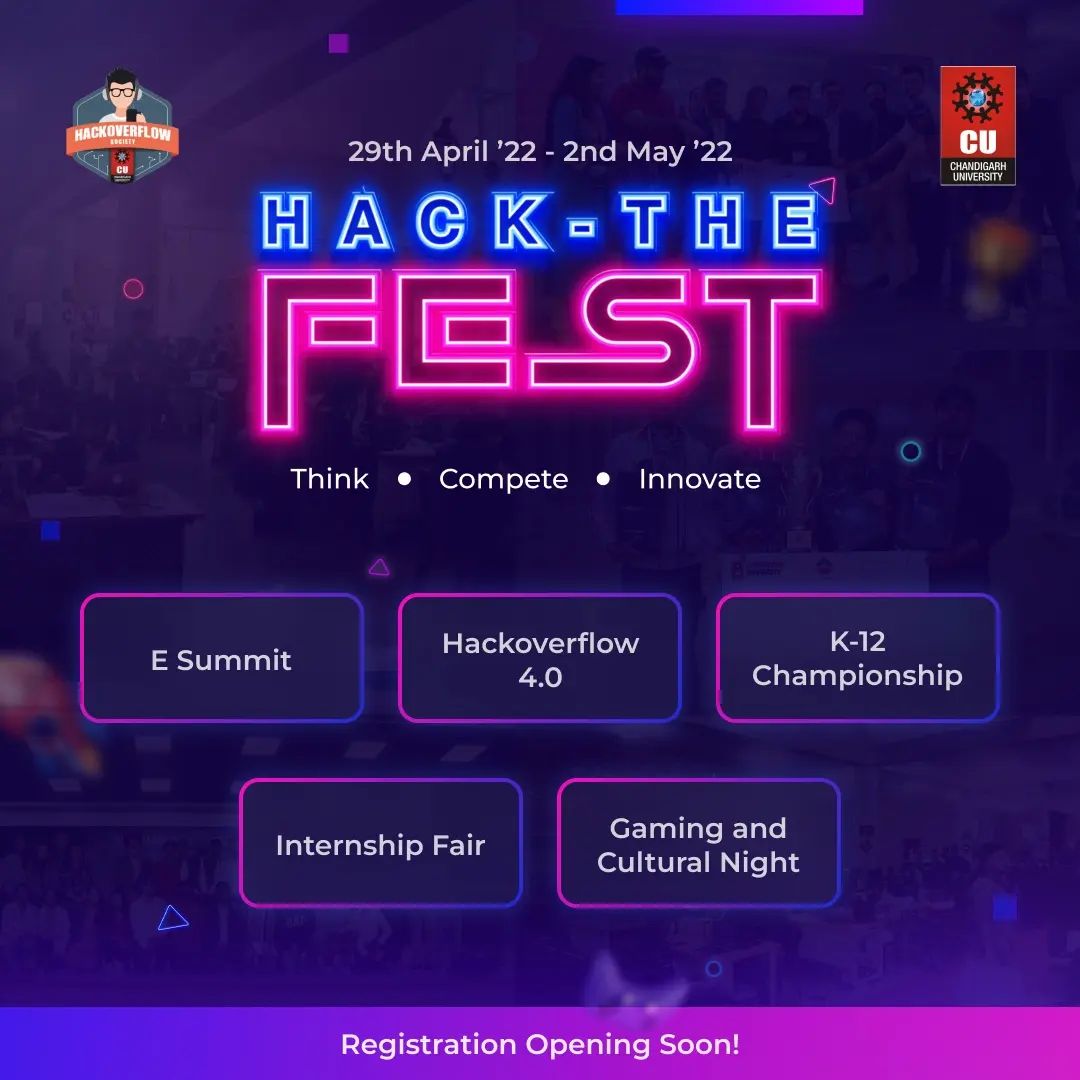 HACKOVERFLOW
SOCIETY
CU
CU
CHANDIGARH
UNIVERSITY
29th April ’22 - 2nd May ’22
HACK-THE
FEST
Think • Compete • Innovate
E Summit
Hackoverflow
4.0
K-12
Championship
Internship Fair
Gaming and
Cultural Night
Registration Opening Soon!